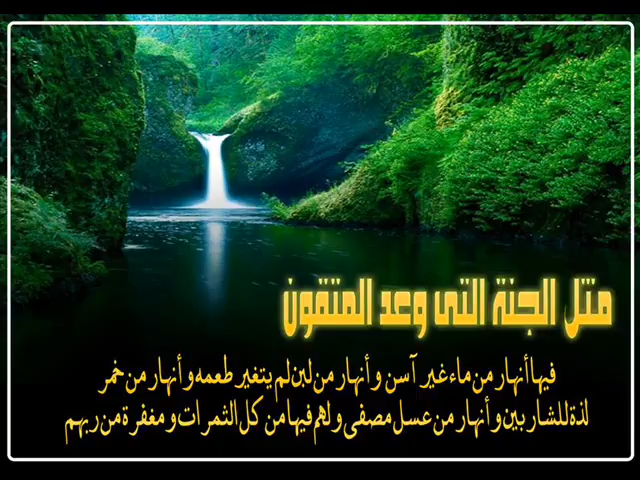 مثل الجنة التى وعد المتقون
فيها أنهار من ماء غير آسن و أنهار من لبن لم يتغير طعمه و أنهار من خمر
لذة للشاربين و أنهار من عسل مصفى و لهم فيها من كل الثمرات و مغفرة من ربهم